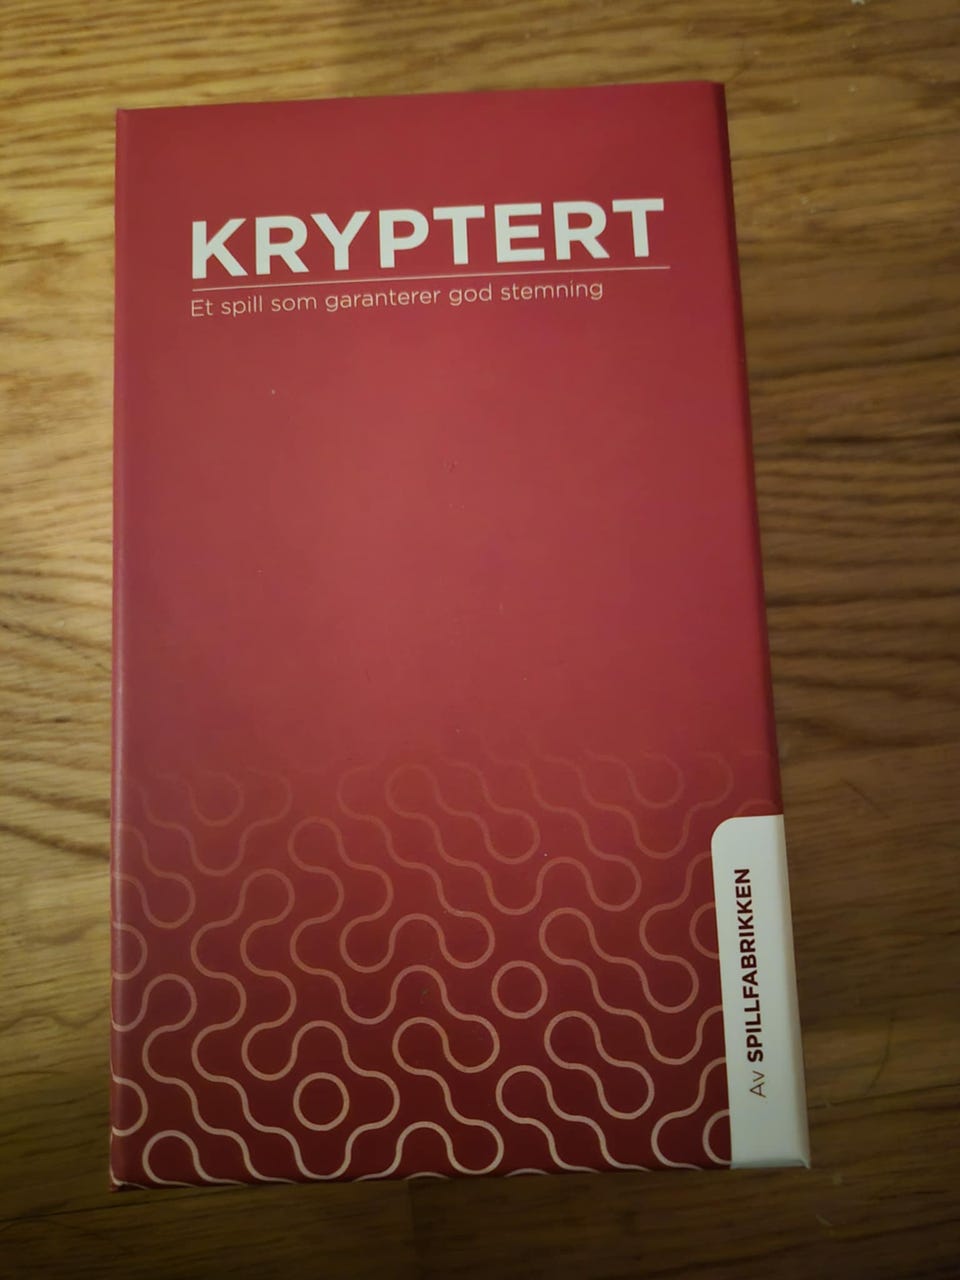 KRYPTERT
Et spill som garanterer god stemning
Av SPILLFABRIKKEN